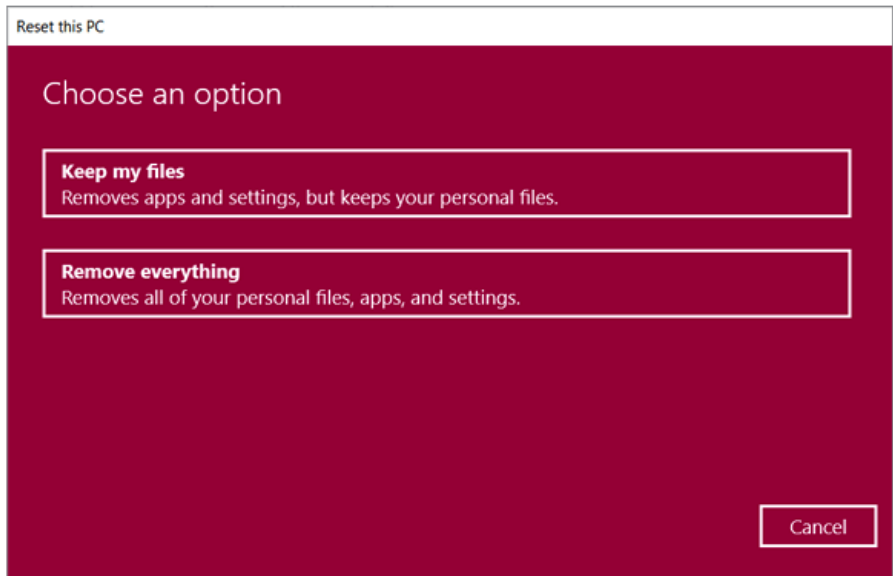 Reset this PC
Choose an option
Keep my files
Removes apps and settings, but keeps your personal files.
Remove everything
Removes all of your personal files, apps, and settings.
Cancel